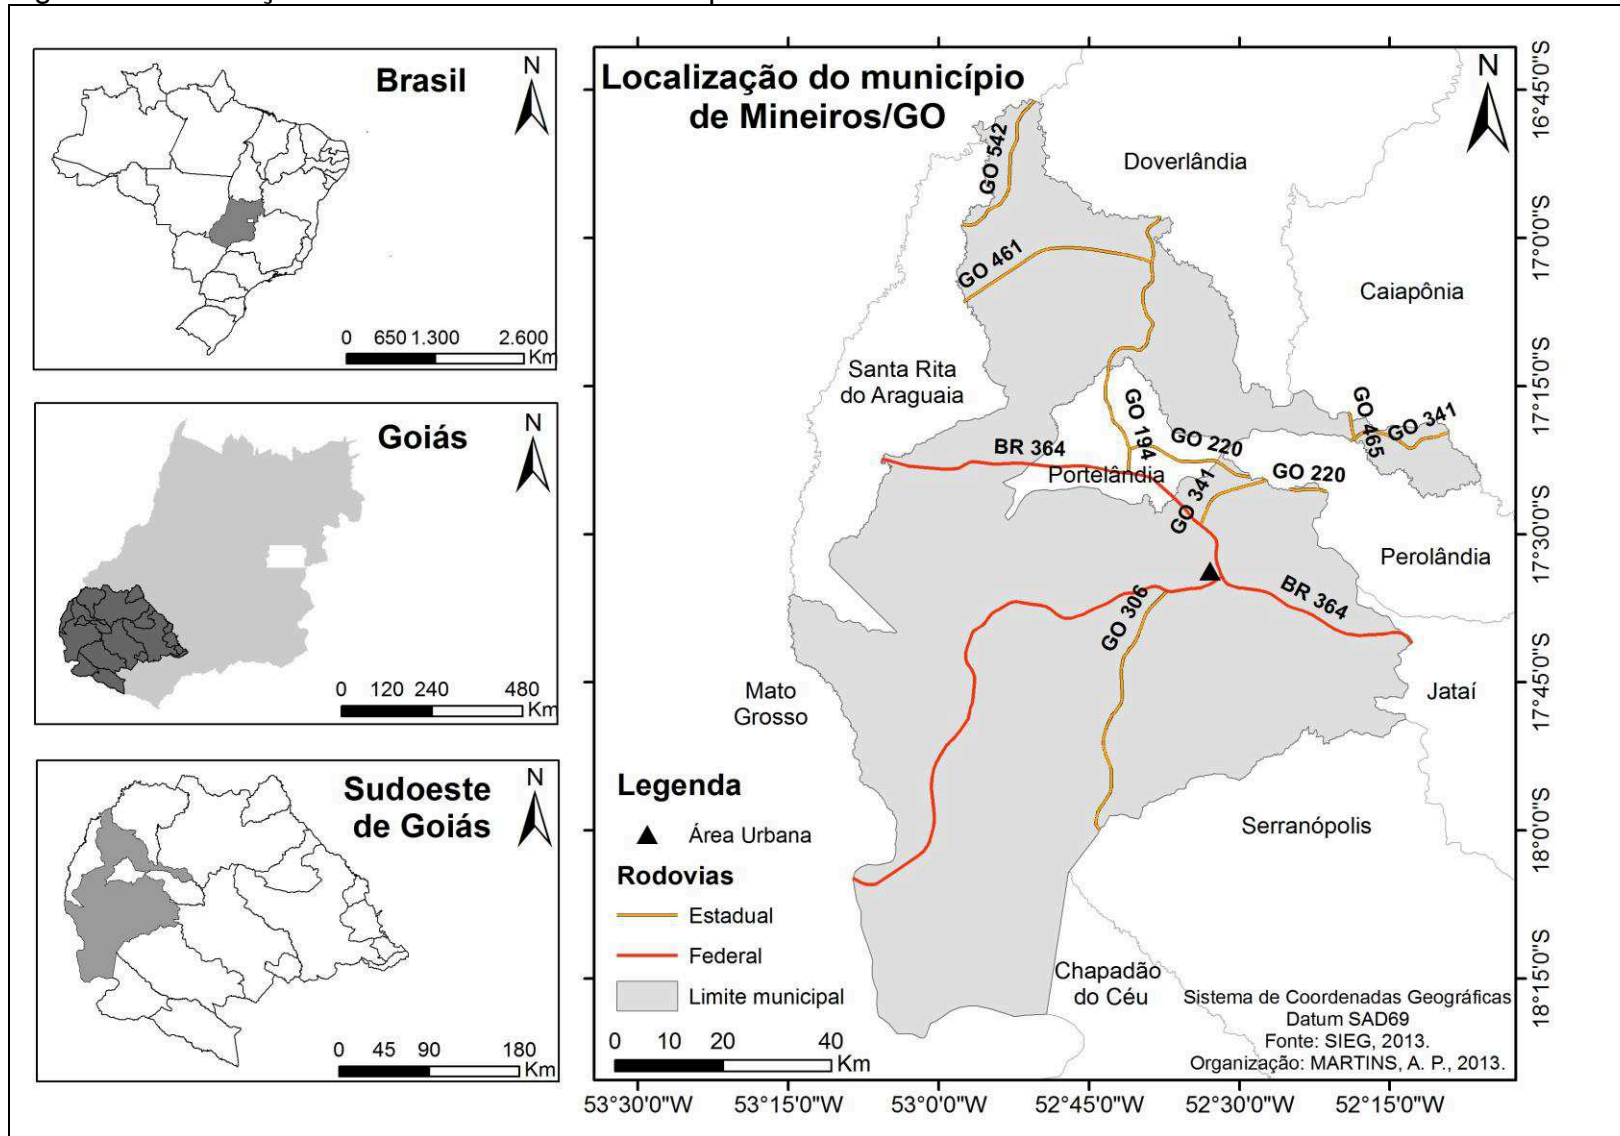 Brasil
N
0 650 1.300 2.600
Km
Goiás
N
0 120 240 480
Km
Sudoeste
de Goiás
N
0 45 90 180
Km
Localização do município
de Mineiros/GO
N
GO 542
Doverlândia
GO 461
Caiapônia
Santa Rita
do Araguaia
GO 194
GO 465
GO 341
BR 364
GO 220
Portelândia
GO 220
GO 341
Perolândia
GO 306
BR 364
Mato
Grosso
Jataí
Serranópolis
Chapadão
do Céu
Legenda
Área Urbana
Rodovias
Estadual
Federal
Limite municipal
0 10 20 40
Km
Sistema de Coordenadas Geográficas
Datum SAD69
Fonte: SIEG, 2013.
Organização: MARTINS, A. P., 2013.
16°45'0"S
17°0'0"S
17°15'0"S
17°30'0"S
17°45'0"S
18°0'0"S
18°15'0"S
53°30'0"W 53°15'0"W 53°0'0"W 52°45'0"W 52°30'0"W 52°15'0"W